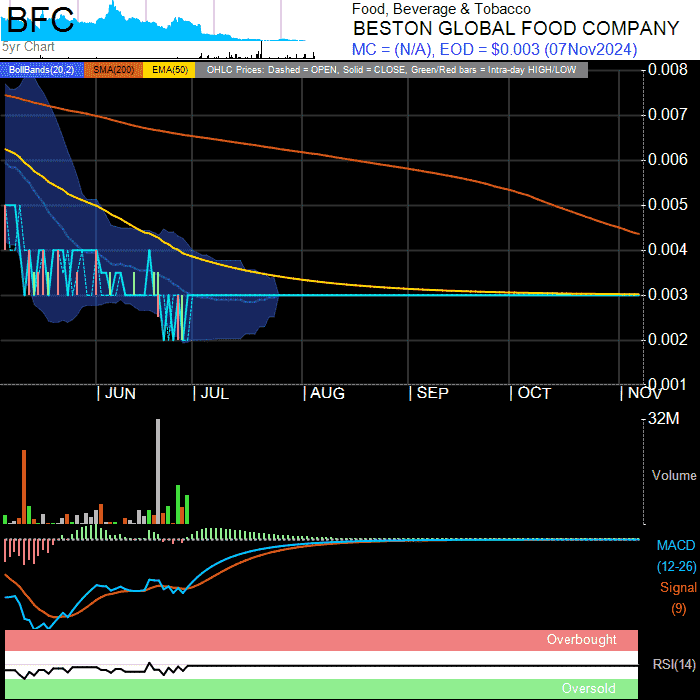 BFC
5yr Chart
Food, Beverage & Tobacco
BESTON GLOBAL FOOD COMPANY
MC = (N/A), EOD = $0.003 (07Nov2024)
BollBands(20,2) SMA(200) EMA(50) OHLC Prices: Dashed = OPEN, Solid = CLOSE, Green/Red bars = Intra-day HIGH/LOW
0.008
0.007
0.006
0.005
0.004
0.003
0.002
0.001
JUN JUL AUG SEP OCT NOV
32M
Volume
MACD
(12-26)
Signal
(9)
Overbought
RSI(14)
Oversold